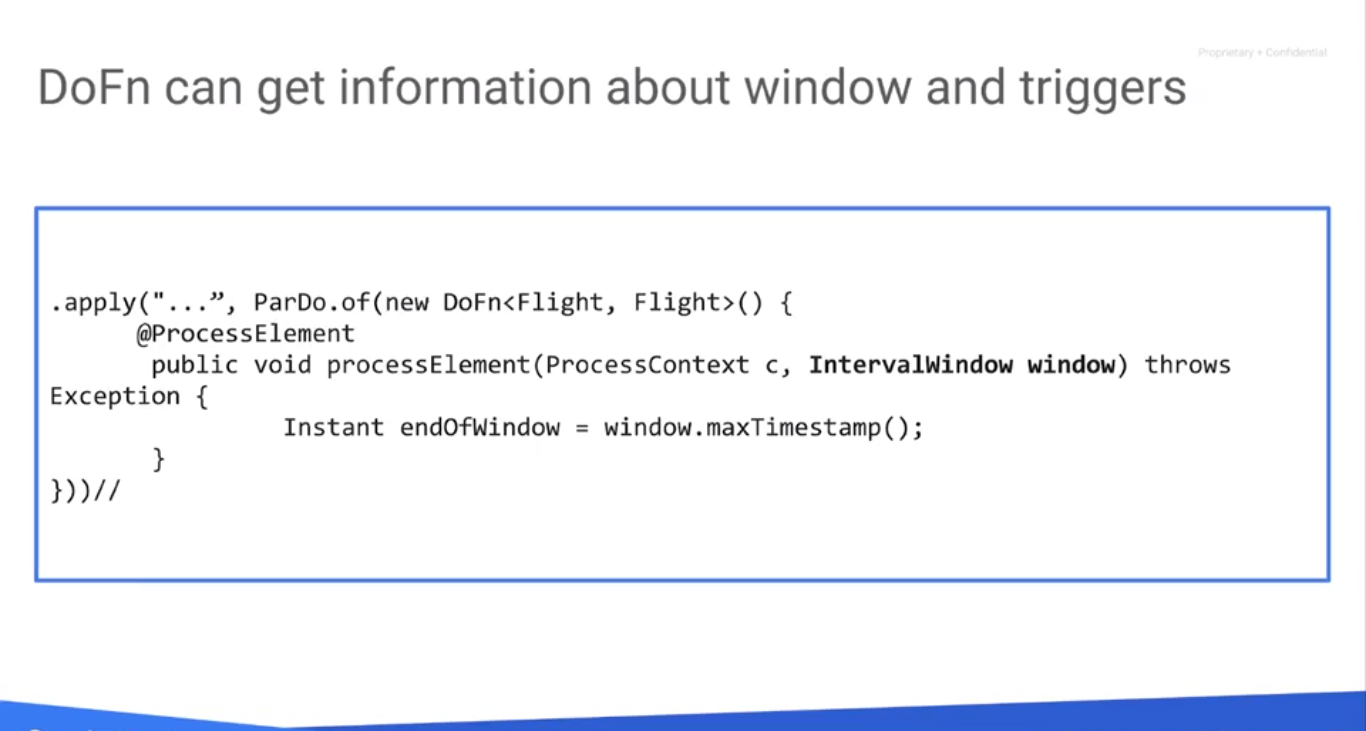 Proprietary + Confidential
DoFn can get information about window and triggers
.apply("...”, ParDo.of(new DoFn<Flight, Flight>() {
@ProcessElement
public void processElement(ProcessContext c, IntervalWindow window) throws
Exception {
Instant endOfWindow = window.maxTimestamp();
}
}))//